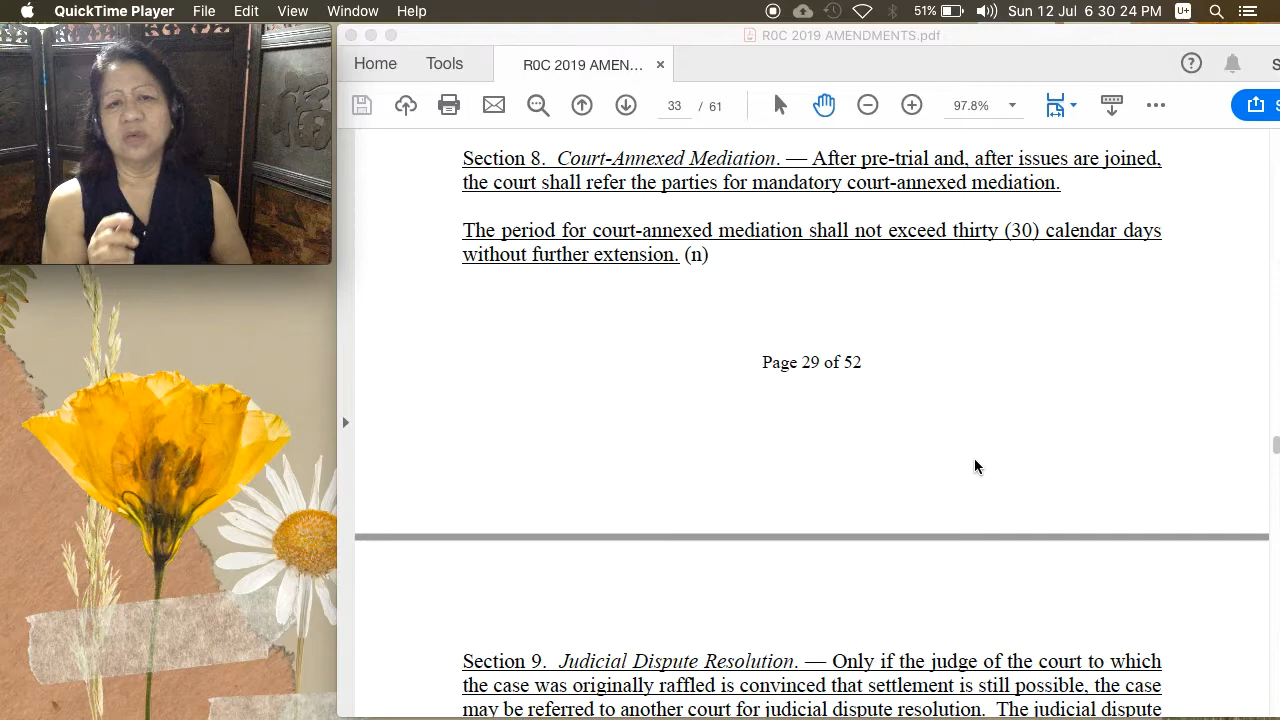 QuickTime Player File Edit View Window Help 51% Sun 12 Jul 6 30 24 PM U+
福
R0C 2019 AMENDMENTS.pdf
Home Tools R0C 2019 AMEN... × S
33 / 61 97.8% S
Section 8. Court-Annexed Mediation. — After pre-trial and, after issues are joined,
the court shall refer the parties for mandatory court-annexed mediation.
The period for court-annexed mediation shall not exceed thirty (30) calendar days
without further extension. (n)
Page 29 of 52
Section 9. Judicial Dispute Resolution. — Only if the judge of the court to which
the case was originally raffled is convinced that settlement is still possible, the case
may be referred to another court for judicial dispute resolution. The judicial dispute